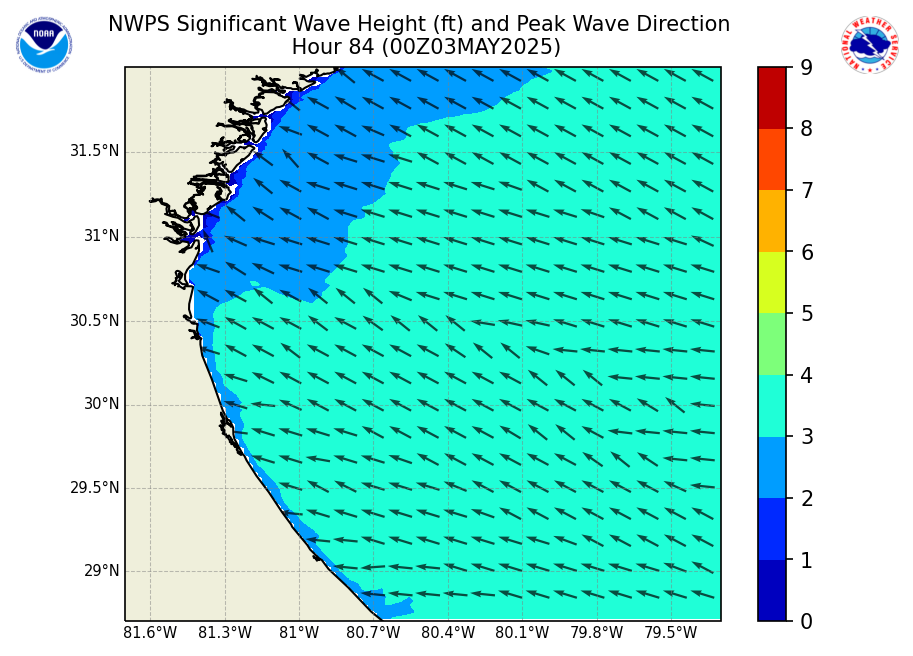 NWPS Significant Wave Height (ft) and Peak Wave Direction
Hour 84 (00Z03MAY2025)
NOAA
NATIONAL WEATHER SERVICE
9
8
7
6
5
4
3
2
1
0
31.5°N
31°N
30.5°N
30°N
29.5°N
29°N
81.6°W 81.3°W 81°W 80.7°W 80.4°W 80.1°W 79.8°W 79.5°W